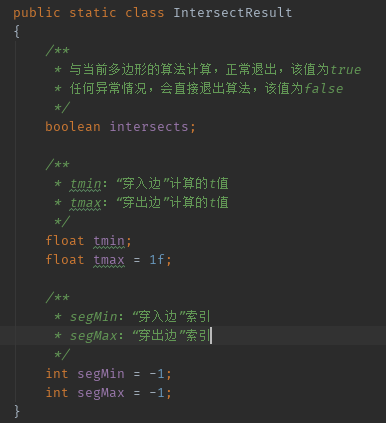 public static class IntersectResult
{
/**
* 与当前多边形的算法计算，正常退出，该值为true
* 任何异常情况，会直接退出算法，该值为false
*/
boolean intersects;
/**
* tmin: “穿入边”计算的t值
* tmax: “穿出边”计算的t值
*/
float tmin;
float tmax = 1f;
/**
* segMin: “穿入边”索引
* segMax: “穿出边”索引
*/
int segMin = -1;
int segMax = -1;
}